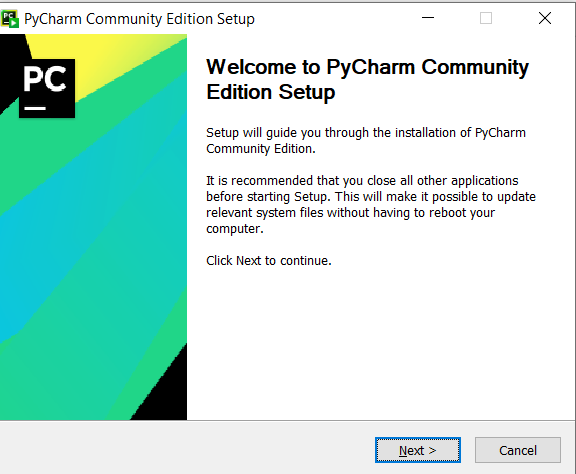 PyCharm Community Edition Setup
PC
PC
Welcome to PyCharm Community
Edition Setup
Setup will guide you through the installation of PyCharm
Community Edition.
It is recommended that you close all other applications
before starting Setup. This will make it possible to update
relevant system files without having to reboot your
computer.
Click Next to continue.
Next >
Cancel